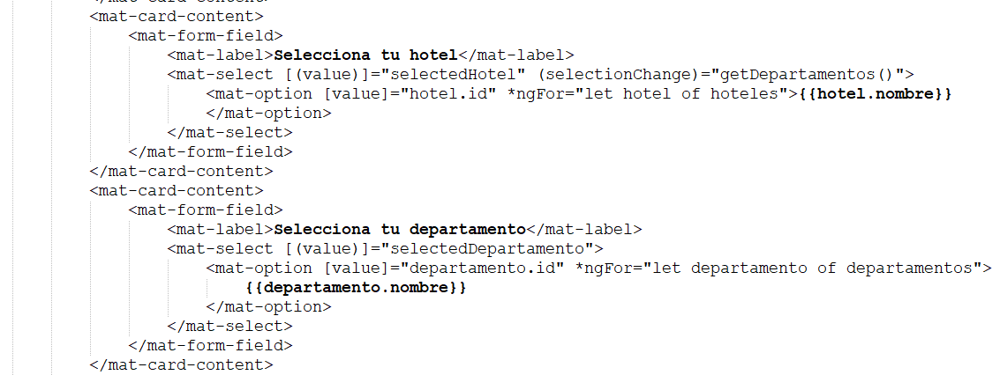 <mat-card-content>
<mat-form-field>
<mat-label>Selecciona tu hotel</mat-label>
<mat-select [(value)]="selectedHotel" (selectionChange)="getDepartamentos()">
<mat-option [value]="hotel.id" *ngFor="let hotel of hoteles">{{hotel.nombre}}
</mat-option>
</mat-select>
</mat-form-field>
</mat-card-content>
<mat-card-content>
<mat-form-field>
<mat-label>Selecciona tu departamento</mat-label>
<mat-select [(value)]="selectedDepartamento">
<mat-option [value]="departamento.id" *ngFor="let departamento of departamentos">
{{departamento.nombre}}
</mat-option>
</mat-select>
</mat-form-field>
</mat-card-content>